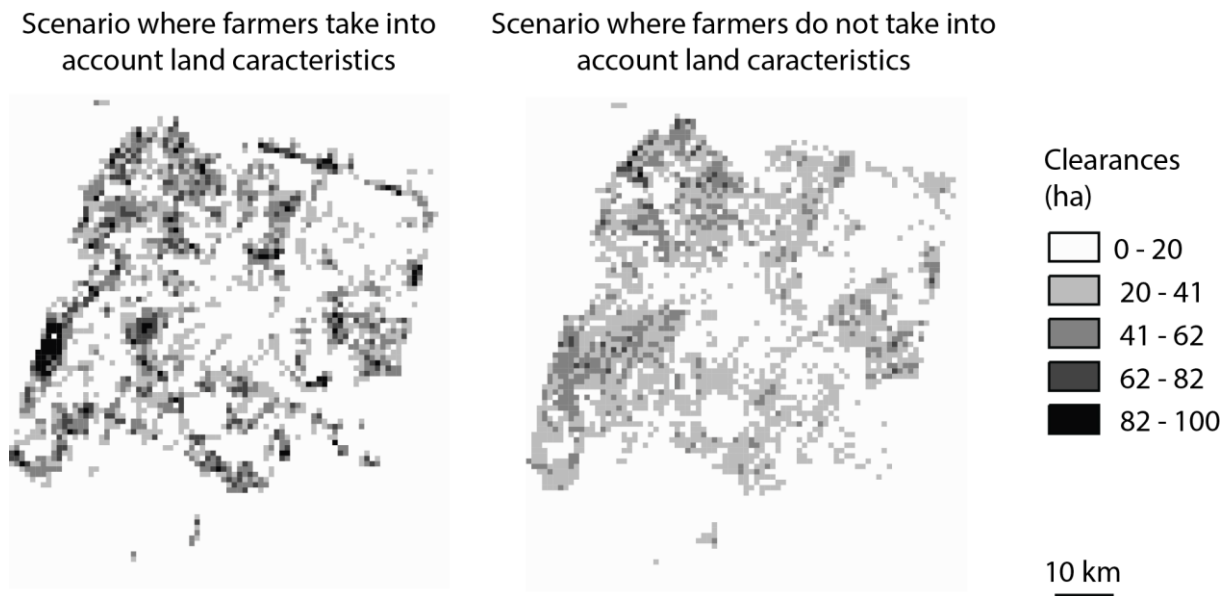 Scenario where farmers take into
account land caracteristics
Scenario where farmers do not take into
account land caracteristics
Clearances
(ha)
0 - 20
20 - 41
41 - 62
62 - 82
82 - 100
10 km